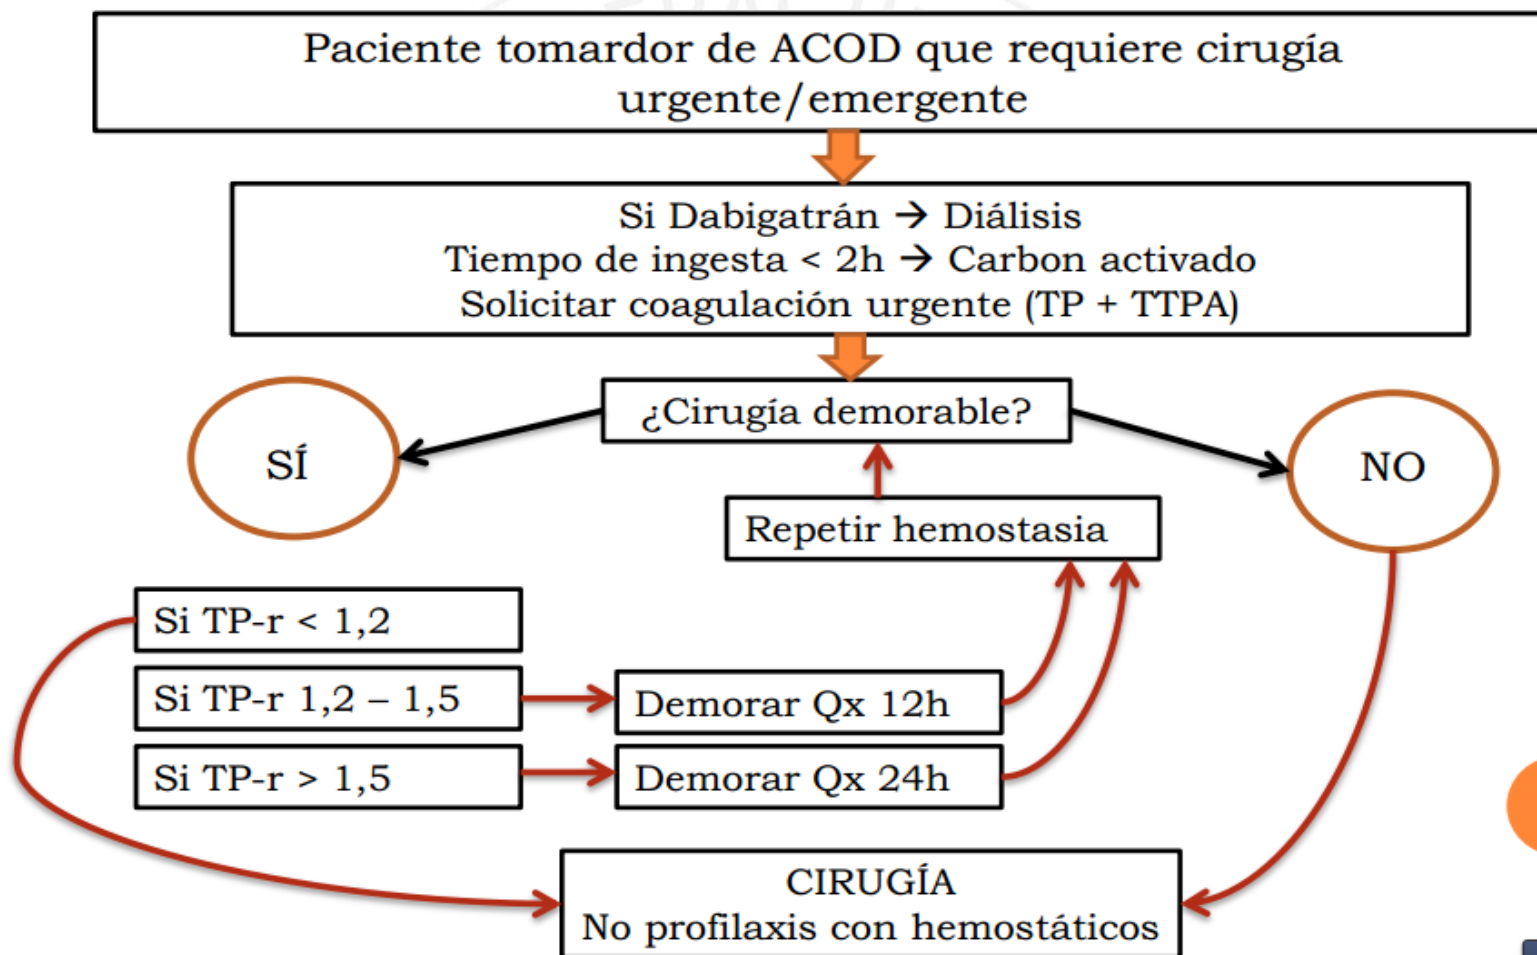 Paciente tomardor de ACOD que requiere cirugía
urgente/emergente
Si Dabigatrán → Diálisis
Tiempo de ingesta < 2h → Carbon activado
Solicitar coagulación urgente (TP + TTPA)
¿Cirugía demorable?
SÍ
NO
Repetir hemostasia
Si TP-r < 1,2
Si TP-r 1,2 – 1,5
Demorar Qx 12h
Si TP-r > 1,5
Demorar Qx 24h
CIRUGÍA
No profilaxis con hemostáticos